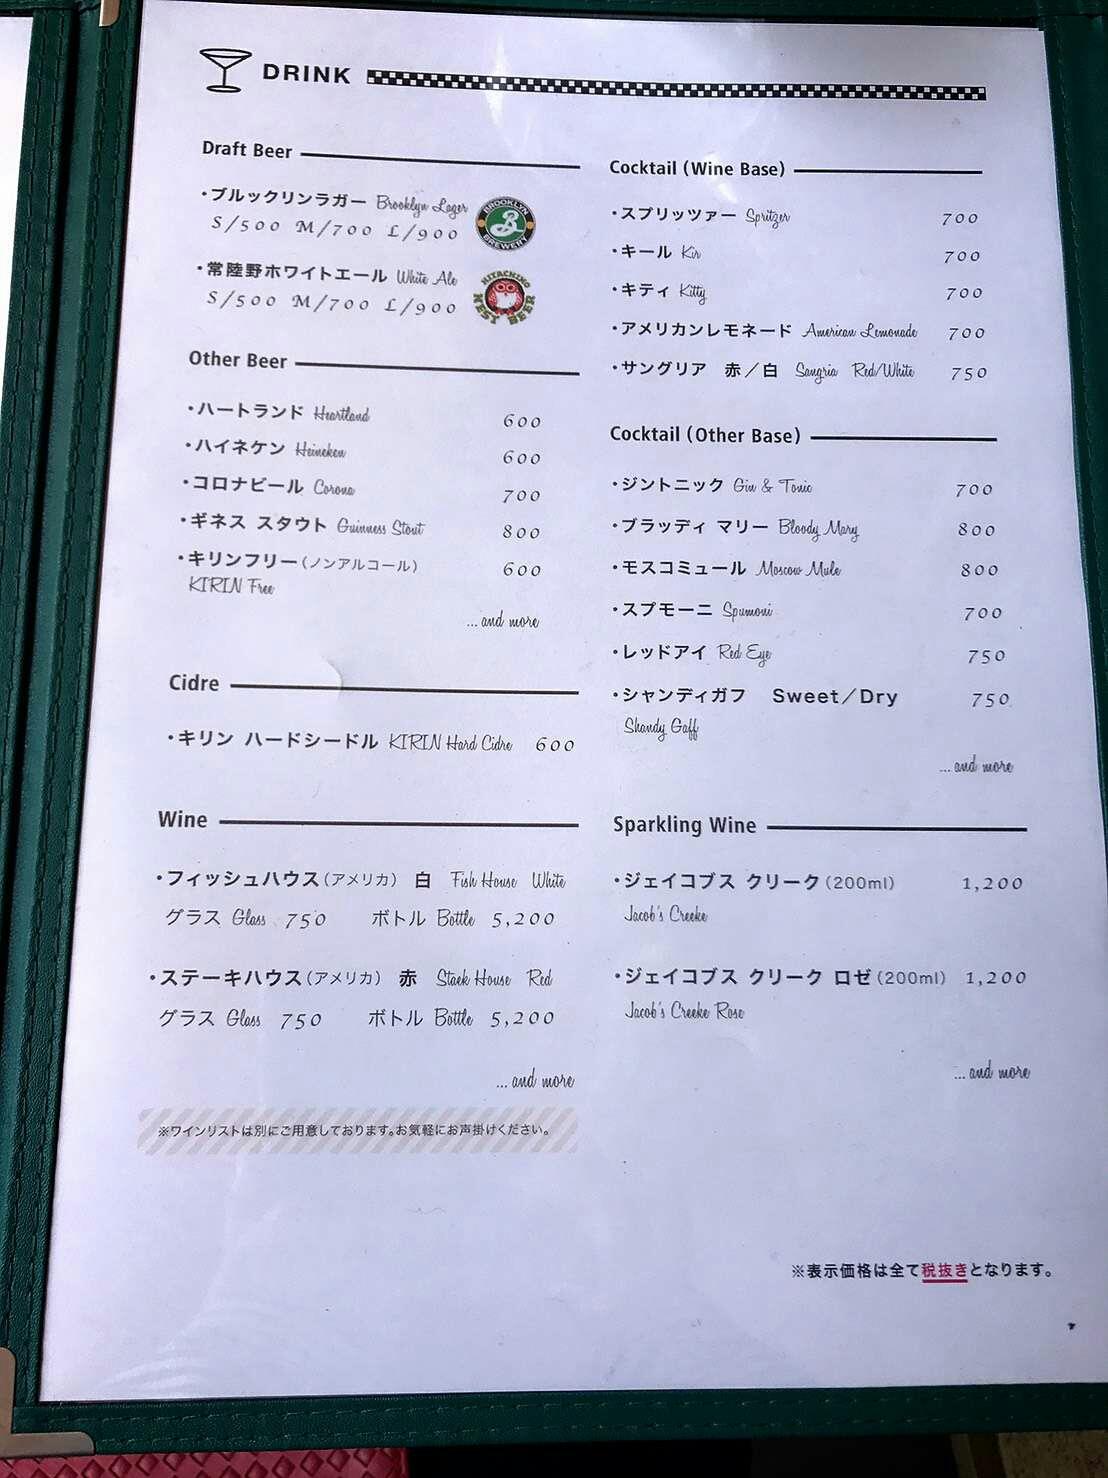 DRINK
Draft Beer
・ブルックリンラガー Brooklyn Lager
S/500 M/700 L/900
BROOKLYN
B
BREWERY
・常陸野ホワイトエール White Ale
S/500 M/700 L/900
HITACHINO
NEST BEER
Other Beer
・ハートランド Heartland 600
・ハイネケン Heineken 600
・コロナビール Corona 700
・ギネス スタウト Guinness Stout 800
・キリンフリー(ノンアルコール) 600
KIRIN Free
...and more
Cidre
・キリン ハードシードル KIRIN Hard Cidre 600
Wine
・フィッシュハウス(アメリカ) 白 Fish House White
グラス Glass 750 ボトル Bottle 5,200
・ステーキハウス(アメリカ) 赤 Staek House Red
グラス Glass 750 ボトル Bottle 5,200
...and more
※ワインリストは別にご用意しております。お気軽にお声掛けください。
Cocktail (Wine Base)
・スプリッツァー Spritzer 700
・キール Kir 700
・キティ Kitty 700
・アメリカンレモネード American Lemonade 700
・サングリア 赤/白 Sangria Red/White 750
Cocktail (Other Base)
・ジントニック Gin & Tonic 700
・ブラッディ マリー Bloody Mary 800
・モスコミュール Moscow Mule 800
・スプモーニ Spumoni 700
・レッドアイ Red Eye 750
・シャンディガフ Sweet/Dry 750
Shandy Gaff
...and more
Sparkling Wine
・ジェイコブス クリーク(200ml) 1,200
Jacob's Creeke
・ジェイコブス クリーク ロゼ(200ml) 1,200
Jacob's Creeke Rose
...and more
※表示価格は全て税抜きとなります。